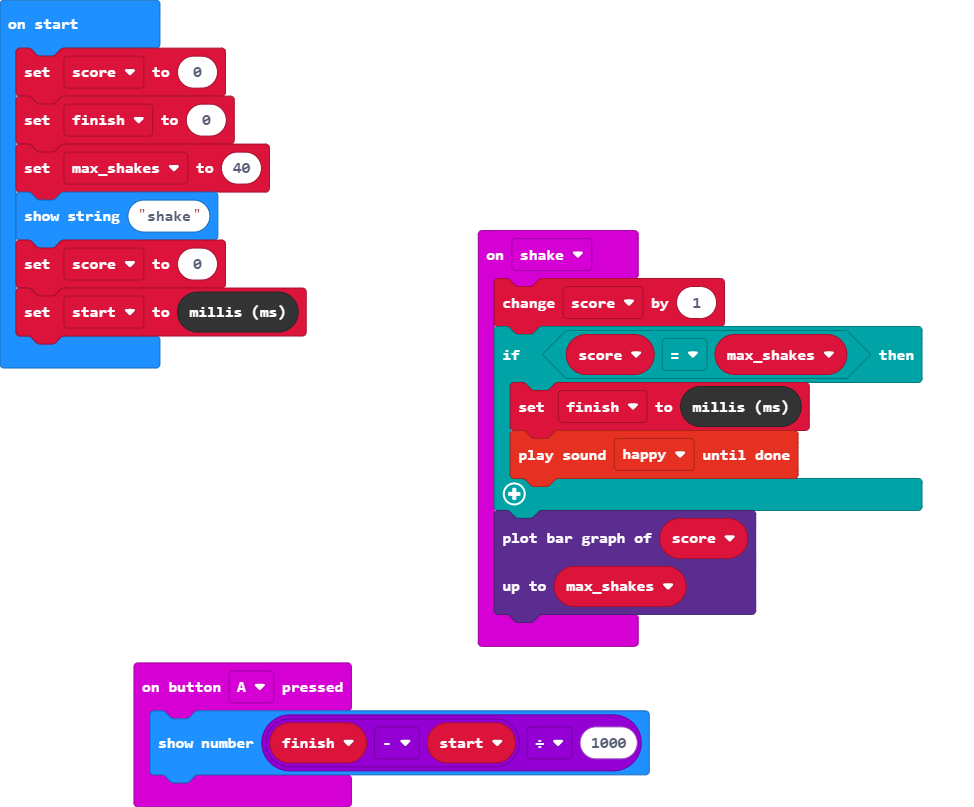 on start
set score to 0
set finish to 0
set max_shakes to 40
show string "shake"
set score to 0
set start to millis (ms)
on shake
change score by 1
if score = max_shakes then
set finish to millis (ms)
play sound happy until done
plot bar graph of score
up to max_shakes
on button A pressed
show number finish - start ÷ 1000